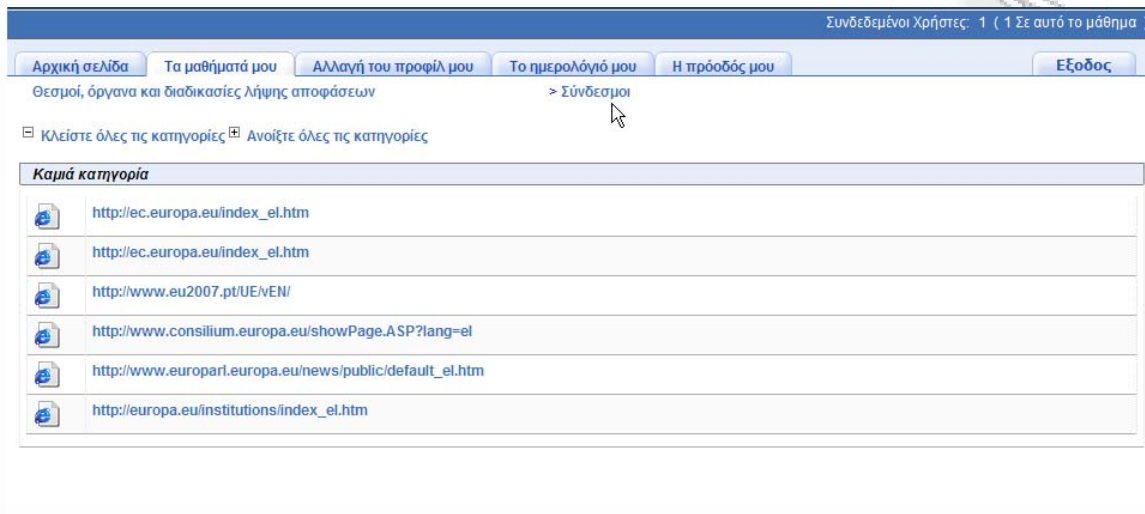 Συνδεδεμένοι Χρήστες: 1 ( 1 Σε αυτό το μάθημα )
Αρχική σελίδα Τα μαθήματά μου Αλλαγή του προφίλ μου Το ημερολόγιό μου Η πρόοδός μου Εξοδος
Θεσμοί, όργανα και διαδικασίες λήψης αποφάσεων > Σύνδεσμοι
Κλείστε όλες τις κατηγορίες Ανοίξτε όλες τις κατηγορίες
Καμιά κατηγορία
http://ec.europa.eu/index_el.htm
http://ec.europa.eu/index_el.htm
http://www.eu2007.pt/UE/vEN/
http://www.consilium.europa.eu/showPage.ASP?lang=el
http://www.europarl.europa.eu/news/public/default_el.htm
http://europa.eu/institutions/index_el.htm